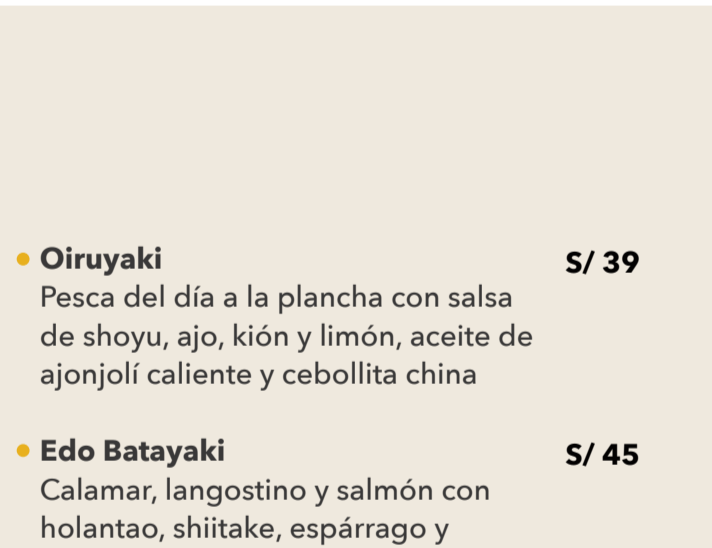 Oiruyaki S/ 39
Pesca del día a la plancha con salsa
de shoyu, ajo, kión y limón, aceite de
ajonjolí caliente y cebollita china
Edo Batayaki S/ 45
Calamar, langostino y salmón con
holantao, shiitake, espárrago y